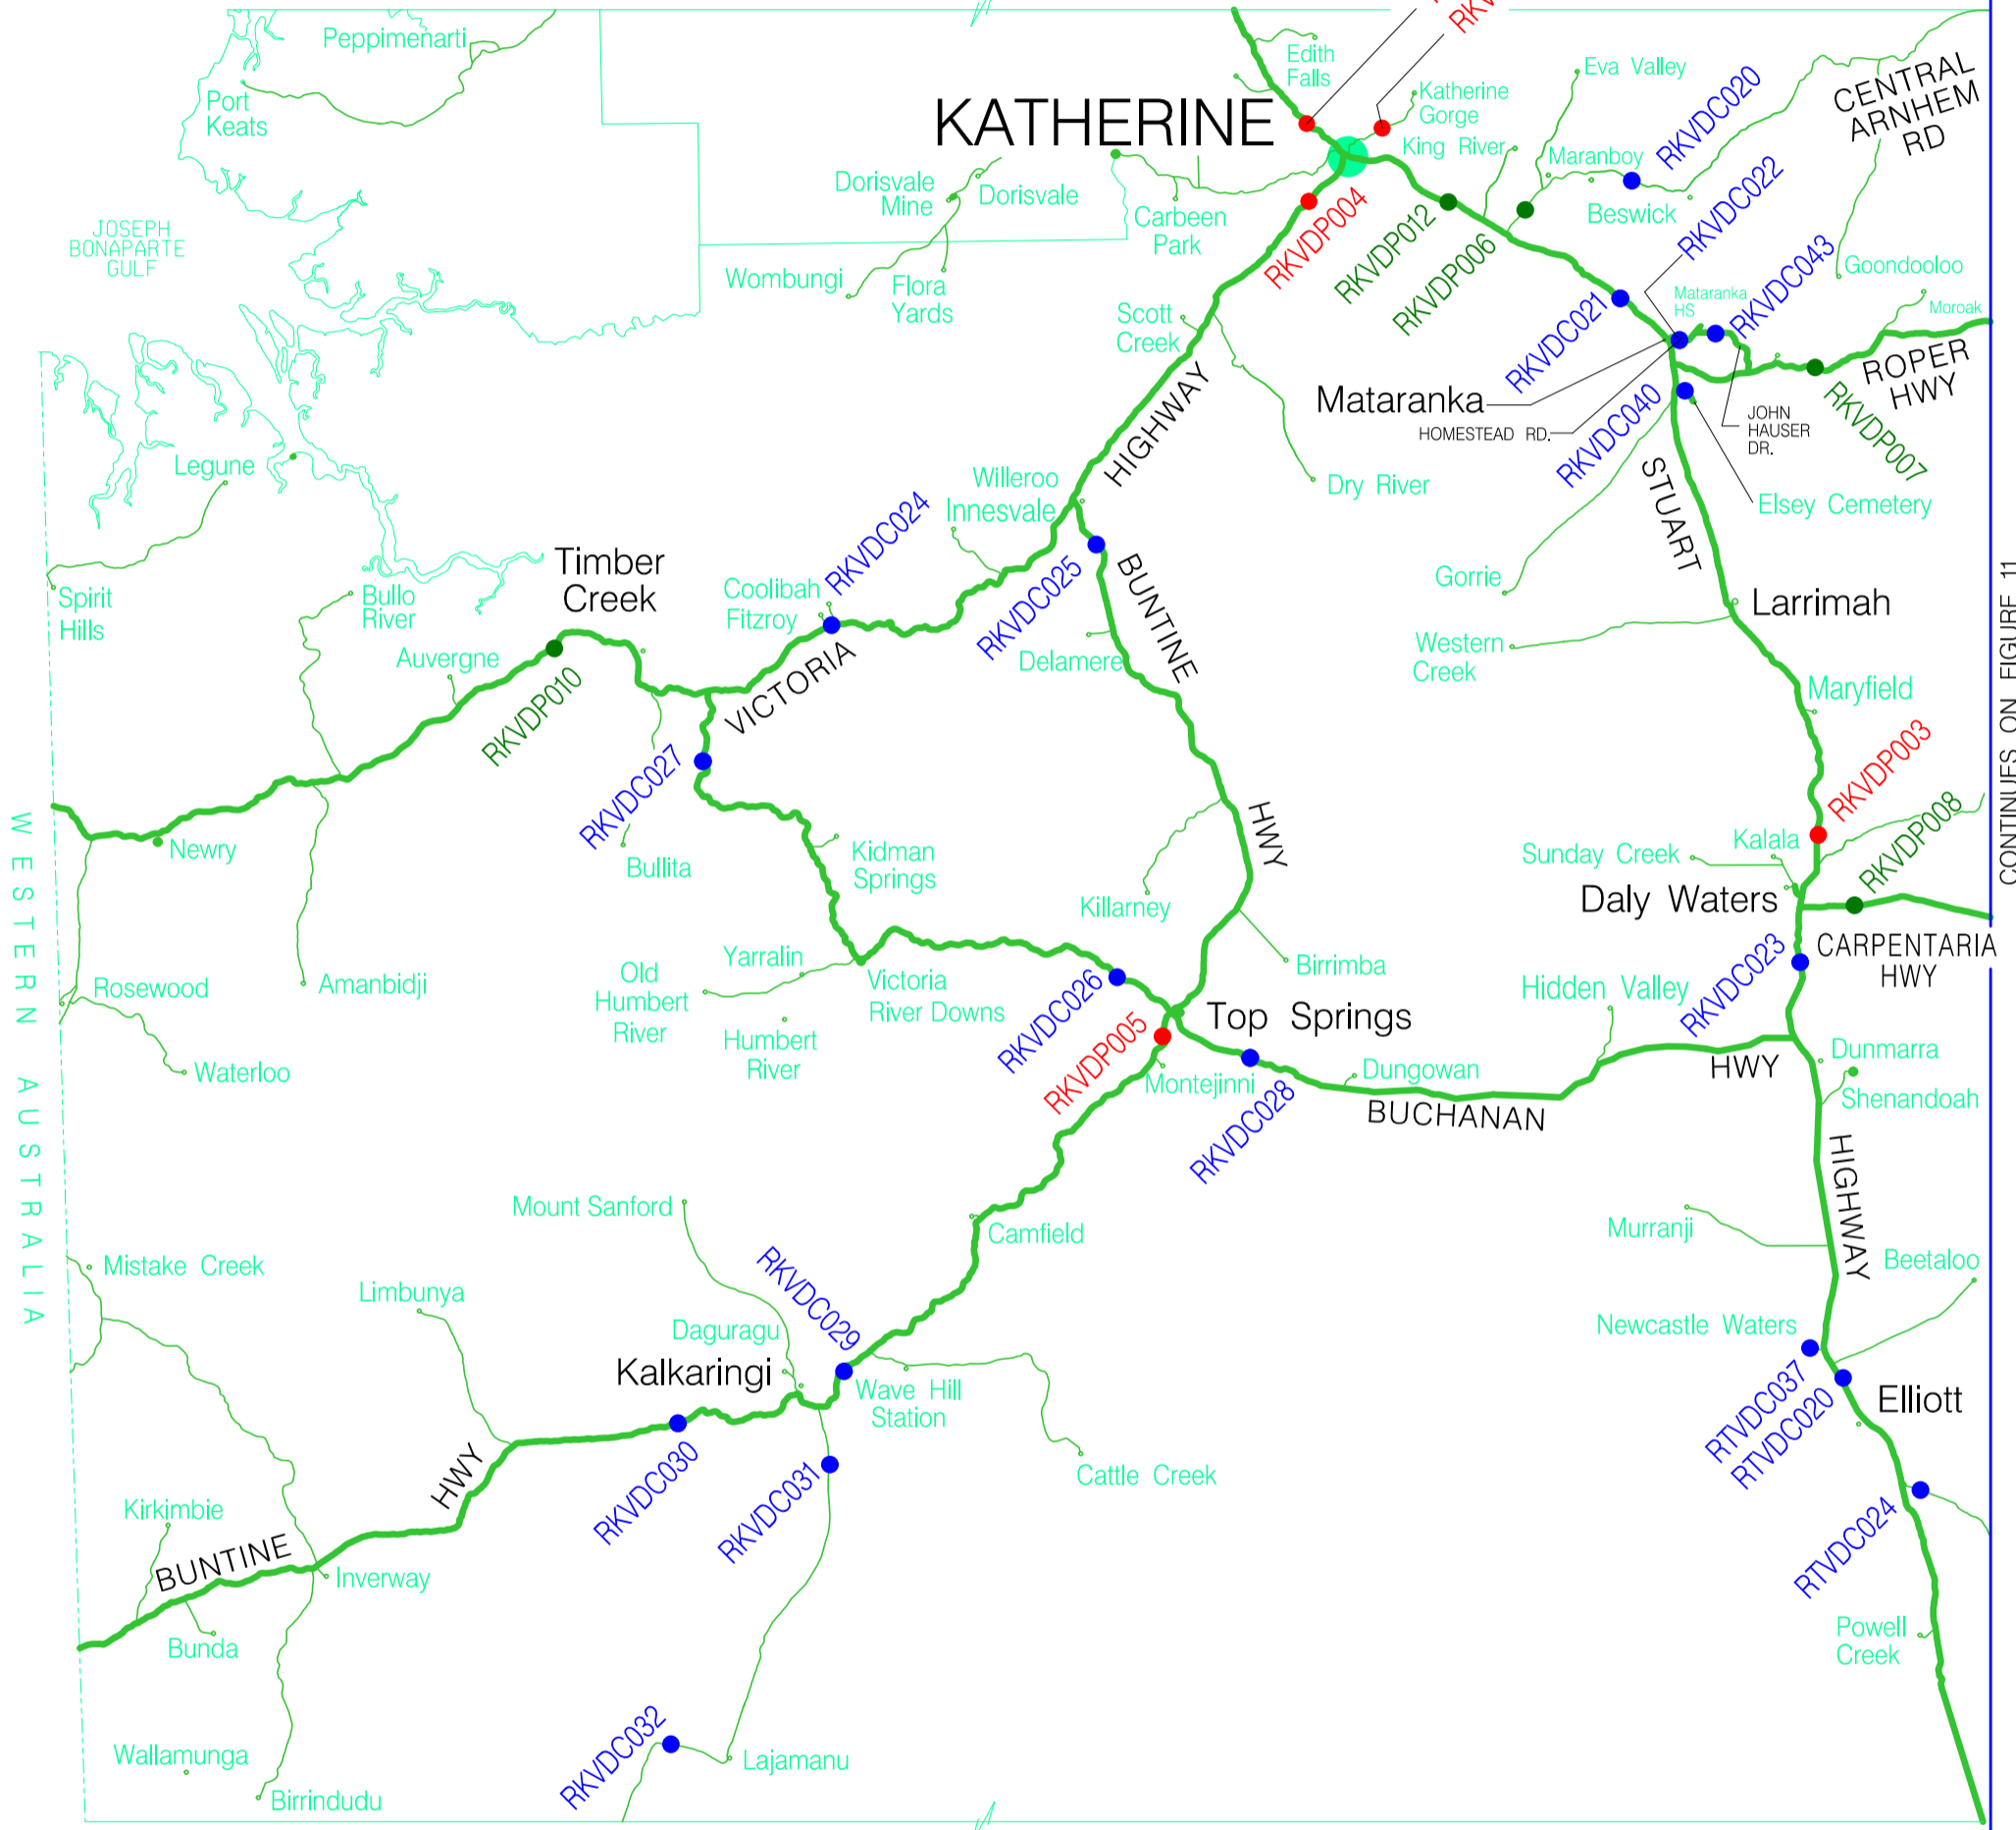 Peppimenarti
Port
Keats
JOSEPH
BONAPARTE
GULF
KATHERINE
Edith
Falls
Katherine
Gorge
King River
Eva Valley
Maranboy
Beswick
RKVDC020
CENTRAL
ARNHEM
RD
Dorisvale
Mine
Dorisvale
Carbeen
Park
Wombungi
Flora
Yards
RKVDP004
RKVDP012
RKVDP006
RKVDC022
RKVDC021
RKVDC043
Mataranka
HS
Goondooloo
Moroak
ROPER
HWY
RKVDP007
Scott
Creek
HIGHWAY
Mataranka
HOMESTEAD RD.
JOHN
HAUSER
DR.
RKVDC040
Elsey Cemetery
Dry River
STUART
Legune
Spirit
Hills
Bullo
River
Timber
Creek
Auvergne
RKVDP010
Willeroo
Innesvale
Coolibah
Fitzroy
RKVDC024
VICTORIA
RKVDC025
BUNTINE
Delamere
Gorrie
Western
Creek
Larrimah
Maryfield
RKVDP003
RKVDP008
CONTINUES ON FIGURE 11
RKVDC027
Bullita
Newry
Kidman
Springs
HWY
Killarney
Birrimba
Sunday Creek
Kalala
Daly Waters
CARPENTARIA
HWY
RKVDC023
Hidden Valley
WESTERN AUSTRALIA
Rosewood
Amanbidji
Waterloo
Old
Humbert
River
Yarralin
Humbert
River
Victoria
River Downs
RKVDC026
RKVDP005
Top Springs
Montejinni
RKVDC028
Dungowan
BUCHANAN
HWY
Dunmarra
Shenandoah
HIGHWAY
Murranji
Beetaloo
Mount Sanford
Camfield
Mistake Creek
Limbunya
Daguragu
Kalkaringi
RKVDC029
Wave Hill
Station
Cattle Creek
Newcastle Waters
RTVDC037
RTVDC020
Elliott
RTVDC024
Powell
Creek
HWY
RKVDC030
RKVDC031
Kirkimbie
BUNTINE
Inverway
Bunda
RKVDC032
Lajamanu
Wallamunga
Birrindudu